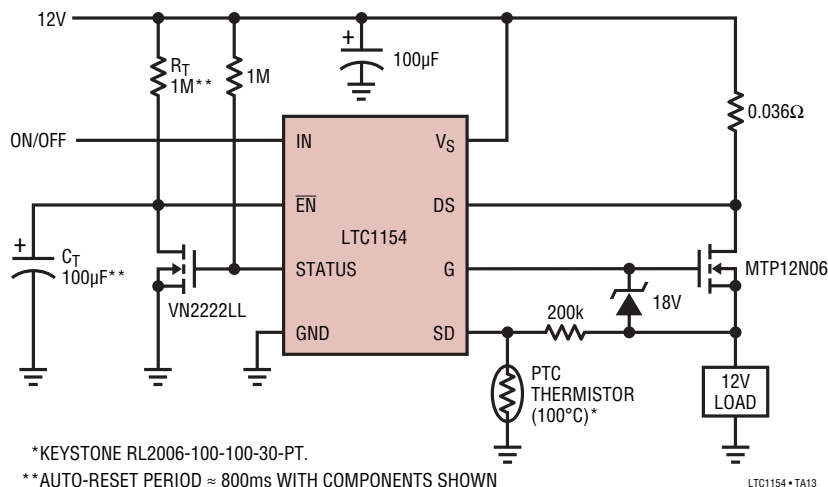 12V
+
100µF
R_T
1M**
1M
0.036Ω
ON/OFF
IN
V_S
E̅N̅
DS
LTC1154
+
C_T
100µF**
STATUS
G
MTP12N06
VN2222LL
18V
200k
GND
SD
PTC
THERMISTOR
(100°C)*
12V
LOAD
*KEYSTONE RL2006-100-100-30-PT.
**AUTO-RESET PERIOD ≈ 800ms WITH COMPONENTS SHOWN
LTC1154 • TA13